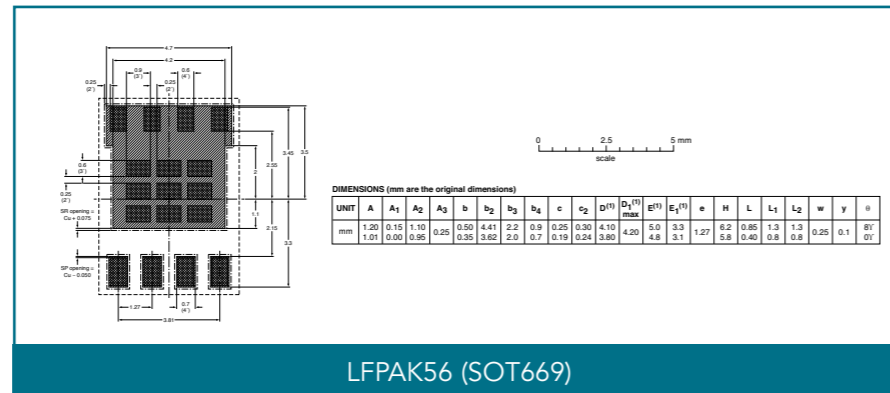 4.7
4.2
0.9
(3')
0.6
(4')
0.25
(2')
0.25
(2')
3.45
3.5
2.55
2
0.6
(3')
0.25
(2')
SR opening =
Cu + 0.075
1.1
2.15
3.3
SP opening =
Cu – 0.050
1.27
0.7
(4')
3.81
0 2.5 5 mm
scale
DIMENSIONS (mm are the original dimensions)
UNIT A A1 A2 A3 b b2 b3 b4 c c2 D(1) D1(1) max E(1) E1(1) e H L L1 L2 w y θ
mm 1.20 0.15 1.10 0.25 0.50 4.41 2.2 0.9 0.25 0.30 4.10 4.20 5.0 3.3 1.27 6.2 0.85 1.3 1.3 0.25 0.1 8°
1.01 0.00 0.95 0.35 3.62 2.0 0.7 0.19 0.24 3.80 4.8 3.1 5.8 0.40 0.8 0.8 0°
LFPAK56 (SOT669)